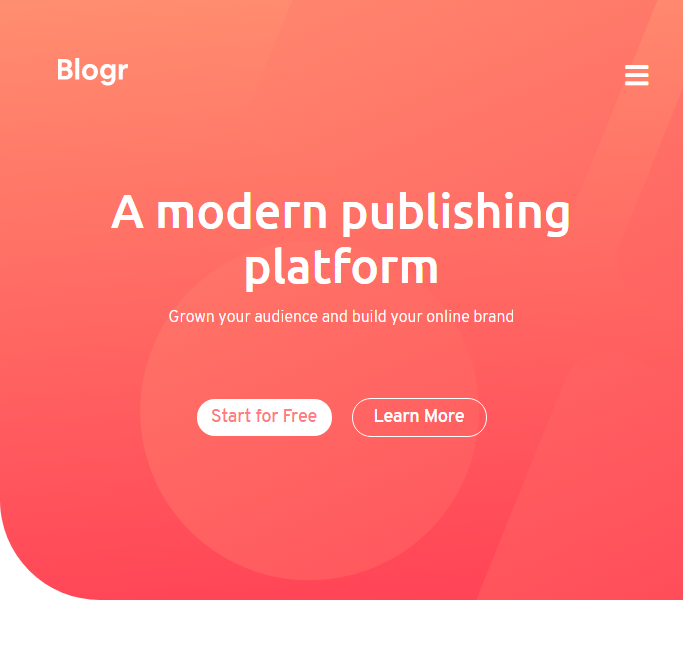 Blogr
A modern publishing
platform
Grown your audience and build your online brand
Start for Free
Learn More